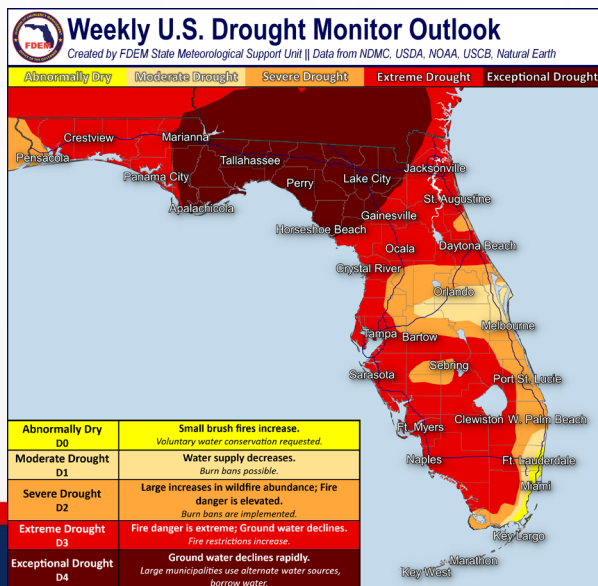 FDEM
Weekly U.S. Drought Monitor Outlook
Created by FDEM State Meteorological Support Unit || Data from NDMC, USDA, NOAA, USCB, Natural Earth
Abnormally Dry Moderate Drought Severe Drought Extreme Drought Exceptional Drought
Crestview
Marianna
Pensacola
Tallahassee
Jacksonville
Panama City
Perry
Lake City
St. Augustine
Apalachicola
Gainesville
Horseshoe Beach
Ocala
Daytona Beach
Crystal River
Orlando
Melbourne
Tampa
Bartow
Sebring
Sarasota
Port St. Lucie
Clewiston
W. Palm Beach
Ft. Myers
Naples
Ft. Lauderdale
Miami
Key Largo
Marathon
Key West
Abnormally Dry
D0
Small brush fires increase.
Voluntary water conservation requested.
Moderate Drought
D1
Water supply decreases.
Burn bans possible.
Severe Drought
D2
Large increases in wildfire abundance; Fire
danger is elevated.
Burn bans are implemented.
Extreme Drought
D3
Fire danger is extreme; Ground water declines.
Fire restrictions increase.
Exceptional Drought
D4
Ground water declines rapidly.
Large municipalities use alternate water sources,
borrow water.